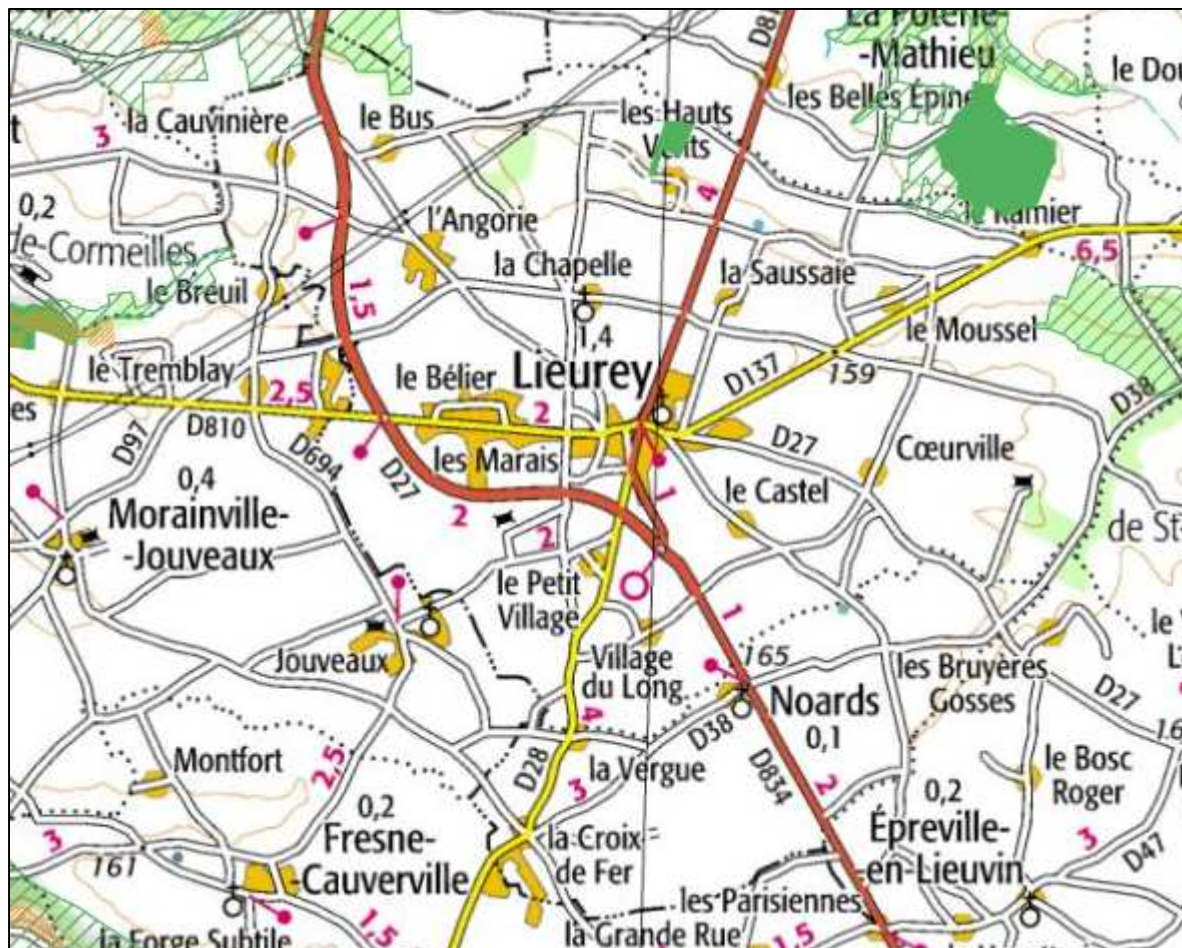 -Mathieu
D8
les Belles Épine
le Dou
la Cauvinière
le Bus
les Hauts
Vents
3
t
4
0,2
de-Cormeilles
l'Angorie
le Ramier
6,5
la Chapelle
la Saussaie
le Breuil
1,5
1,4
le Moussel
le Tremblay
le Bélier
Lieurey
D137
159
D38
2,5
2
es
D810
D97
D694
D27
les Marais
D27
Cœurville
0,4
le Castel
1
Morainville-
-Jouveaux
2
2
de St-
le Petit
Village
1
Jouveaux
Village
du Long
165
les Bruyères
Gosses
D27
Noards
0,1
4
D38
16
Montfort
2,5
D28
la Vergue
3
D834
2
le Bosc
Roger
0,2
Fresne-
-Cauverville
la Croix
de Fer
0,2
Épreville-
-en-Lieuvin
3
D47
3
161
les Parisiennes
la Forge Subtile
1,5
la Grande Rue
1,5